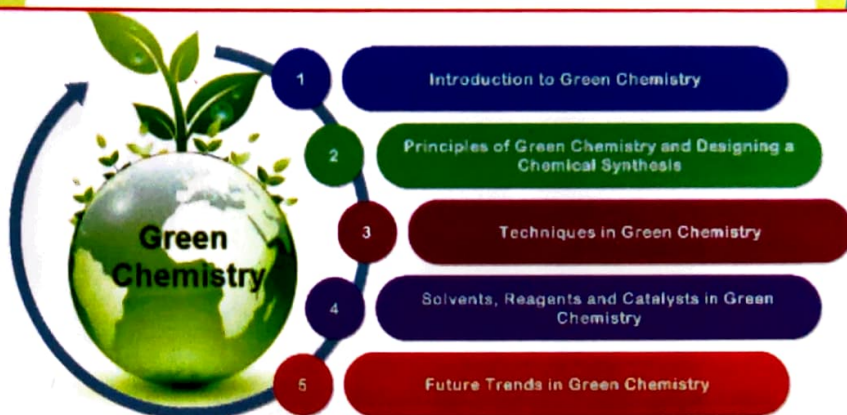 Green
Chemistry
1
Introduction to Green Chemistry
2
Principles of Green Chemistry and Designing a
Chemical Synthesis
3
Techniques in Green Chemistry
4
Solvents, Reagents and Catalysts in Green
Chemistry
5
Future Trends in Green Chemistry